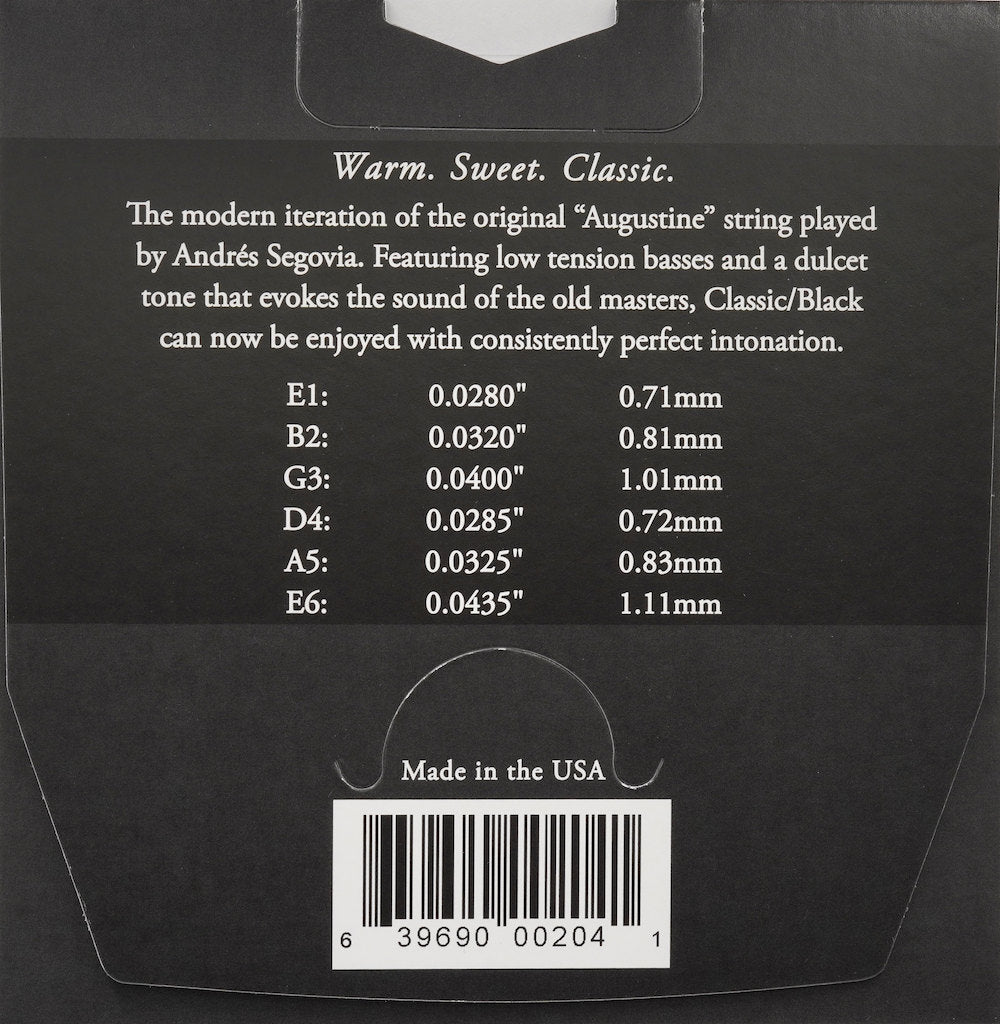 Warm. Sweet. Classic.
The modern iteration of the original “Augustine” string played
by Andrés Segovia. Featuring low tension basses and a dulcet
tone that evokes the sound of the old masters, Classic/Black
can now be enjoyed with consistently perfect intonation.
E1: 0.0280" 0.71mm
B2: 0.0320" 0.81mm
G3: 0.0400" 1.01mm
D4: 0.0285" 0.72mm
A5: 0.0325" 0.83mm
E6: 0.0435" 1.11mm
Made in the USA
6 39690 00204 1